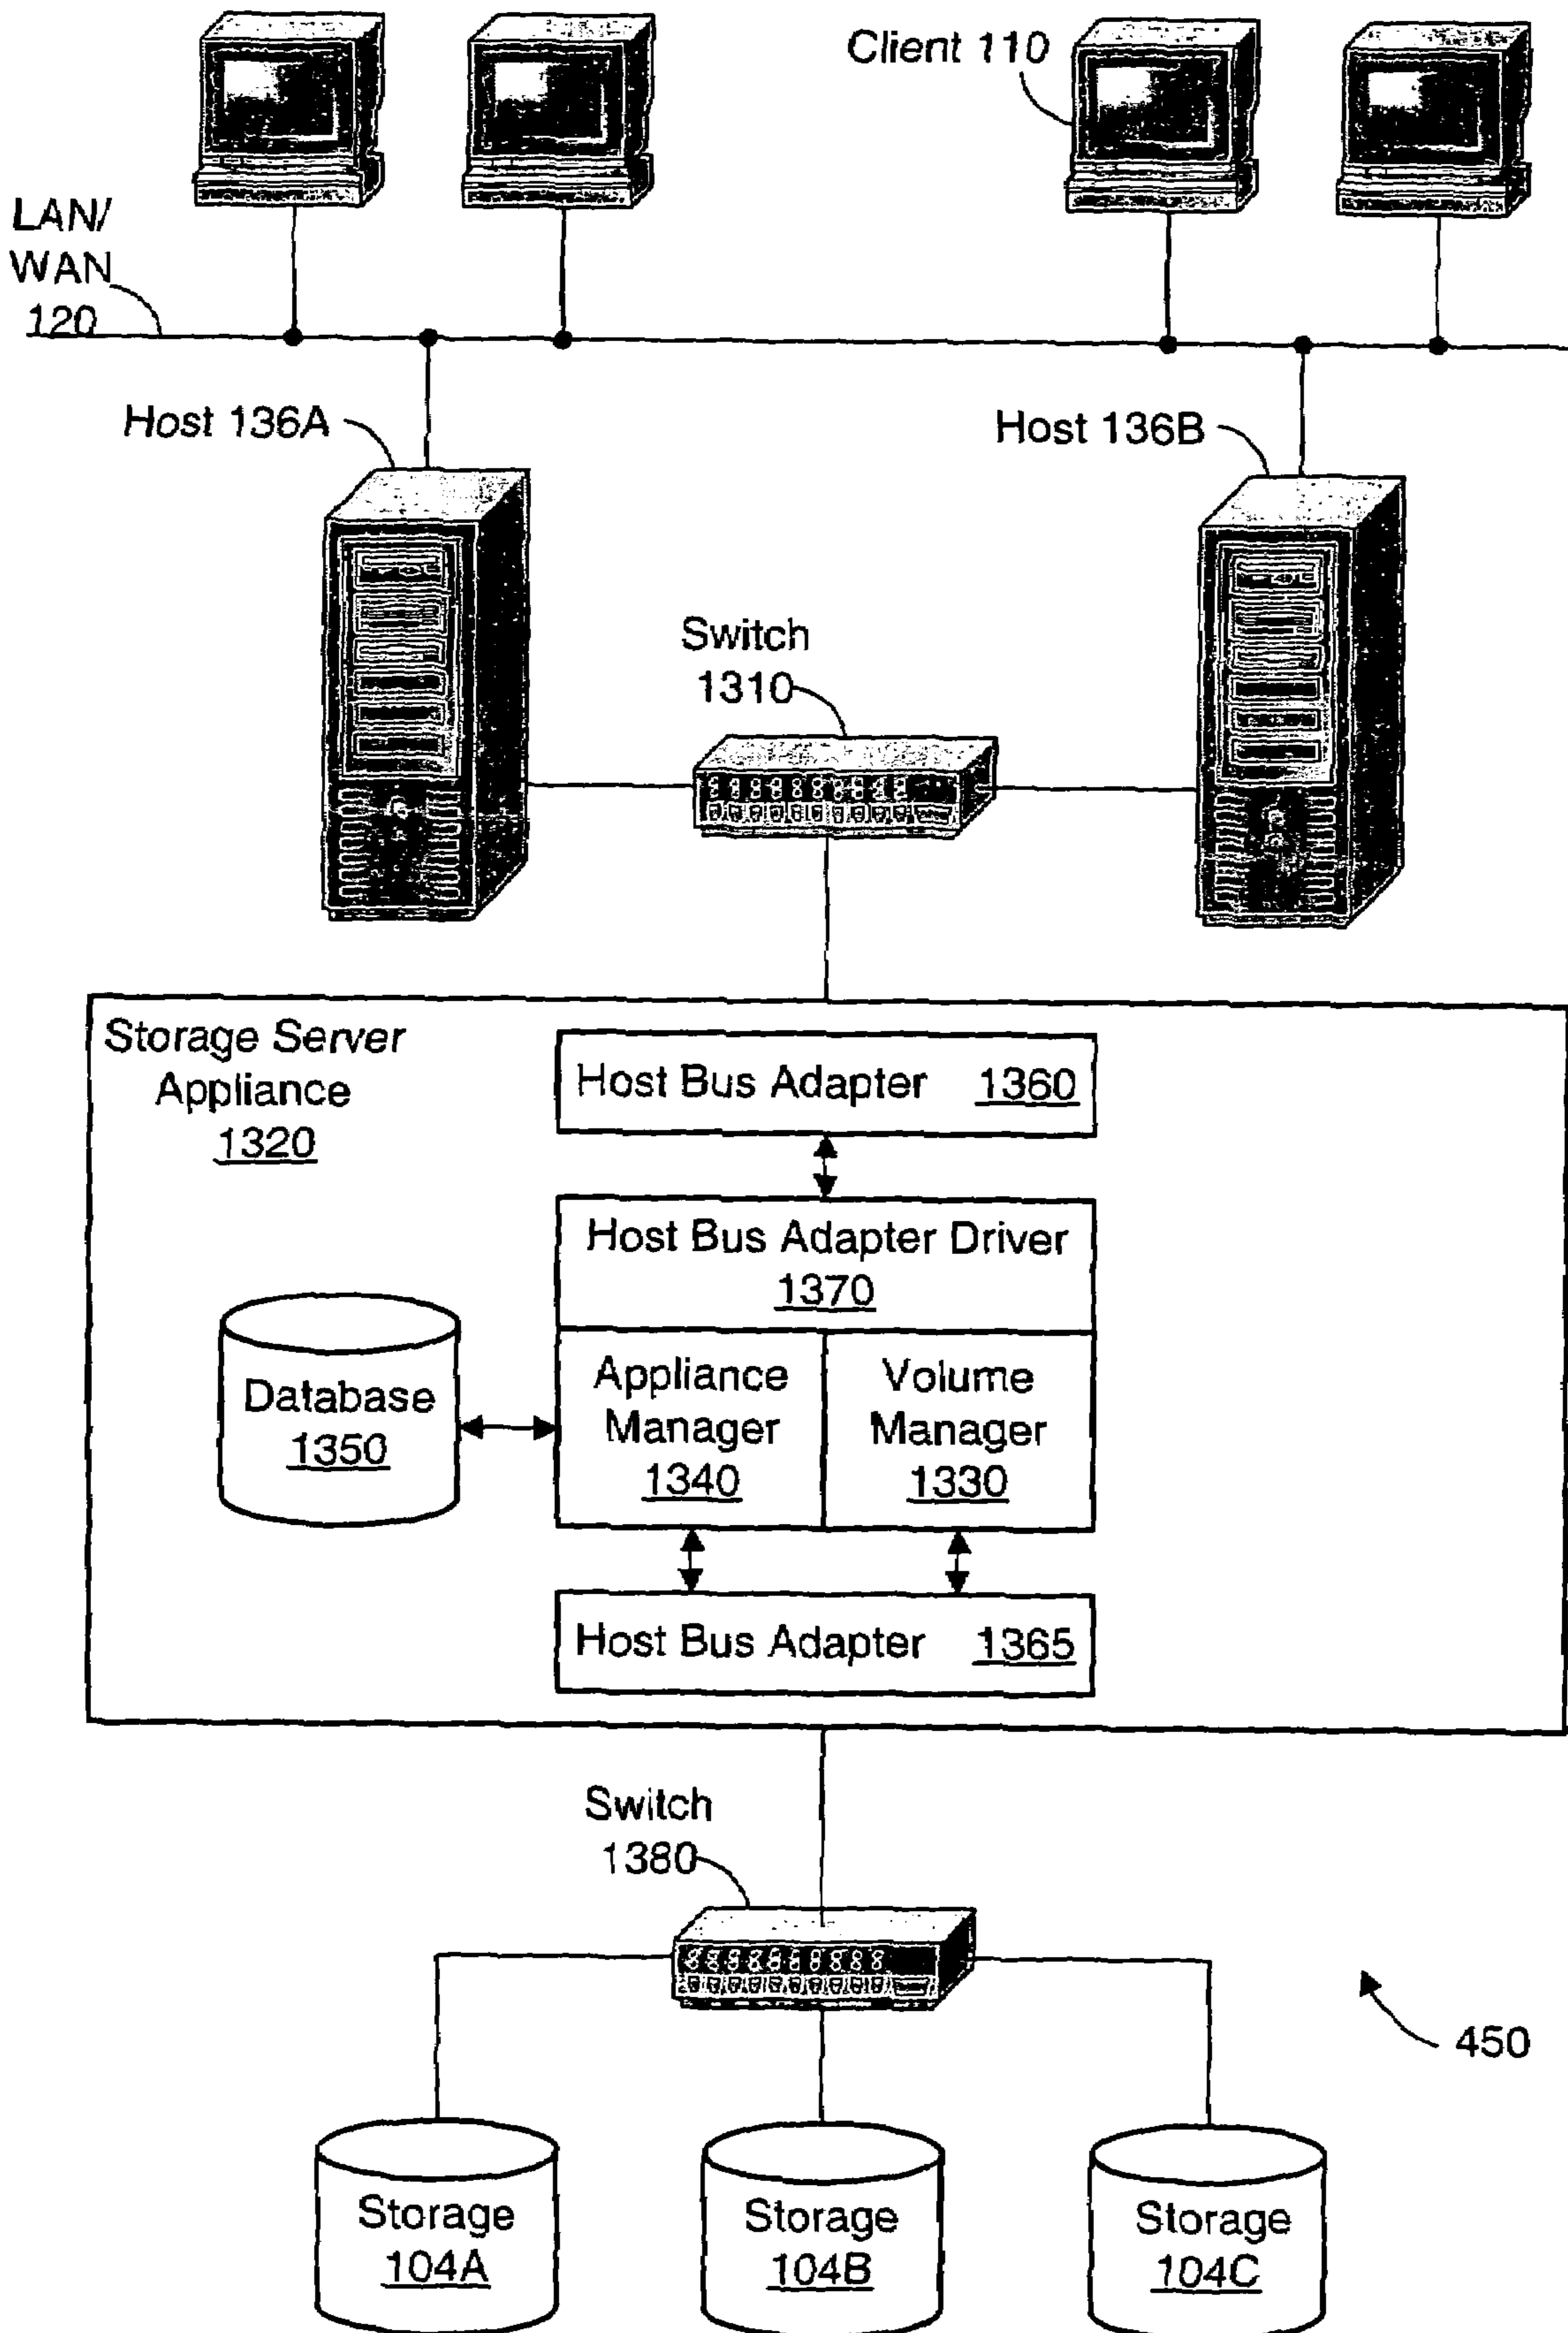 Client 110
LAN/
WAN
120
Host 136A
Host 136B
Switch
1310
Storage Server
Appliance
1320
Host Bus Adapter 1360
Host Bus Adapter Driver
1370
Database
1350
Appliance
Manager
1340
Volume
Manager
1330
Host Bus Adapter 1365
Switch
1380
450
Storage
104A
Storage
104B
Storage
104C